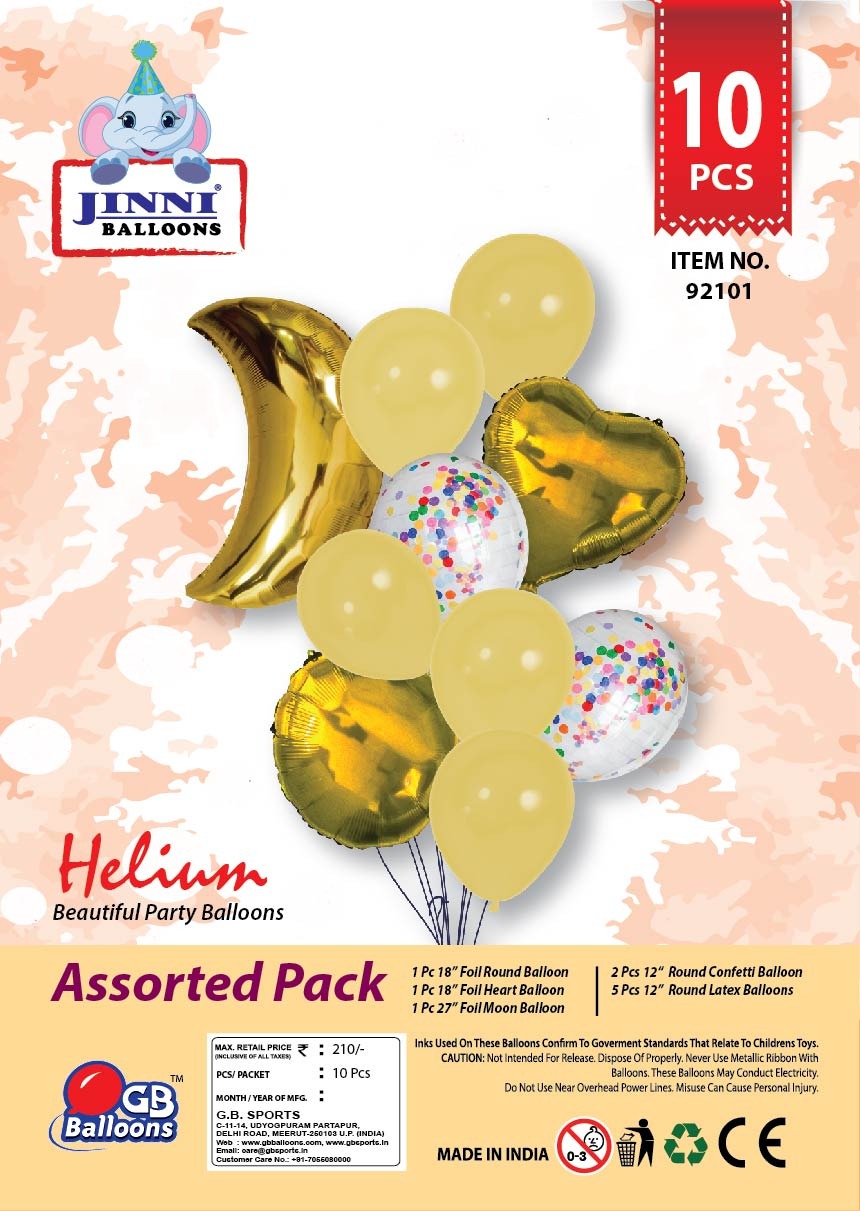 JINNI®
BALLOONS
10
PCS
ITEM NO.
92101
Helium
Beautiful Party Balloons
Assorted Pack
1 Pc 18” Foil Round Balloon
1 Pc 18” Foil Heart Balloon
1 Pc 27” Foil Moon Balloon
2 Pcs 12“ Round Confetti Balloon
5 Pcs 12” Round Latex Balloons
GB
Balloons
TM
MAX. RETAIL PRICE ₹ : 210/-
(INCLUSIVE OF ALL TAXES)
PCS/ PACKET : 10 Pcs
MONTH / YEAR OF MFG. :
G.B. SPORTS
C-11-14, UDYOGPURAM PARTAPUR,
DELHI ROAD, MEERUT-250103 U.P. (INDIA)
Web : www.gbballoons.com, www.gbsports.in
Email: care@gbsports.in
Customer Care No.: +91-7055080000
Inks Used On These Balloons Confirm To Goverment Standards That Relate To Childrens Toys.
CAUTION: Not Intended For Release. Dispose Of Properly. Never Use Metallic Ribbon With
Balloons. These Balloons May Conduct Electricity.
Do Not Use Near Overhead Power Lines. Misuse Can Cause Personal Injury.
MADE IN INDIA
0-3
CE